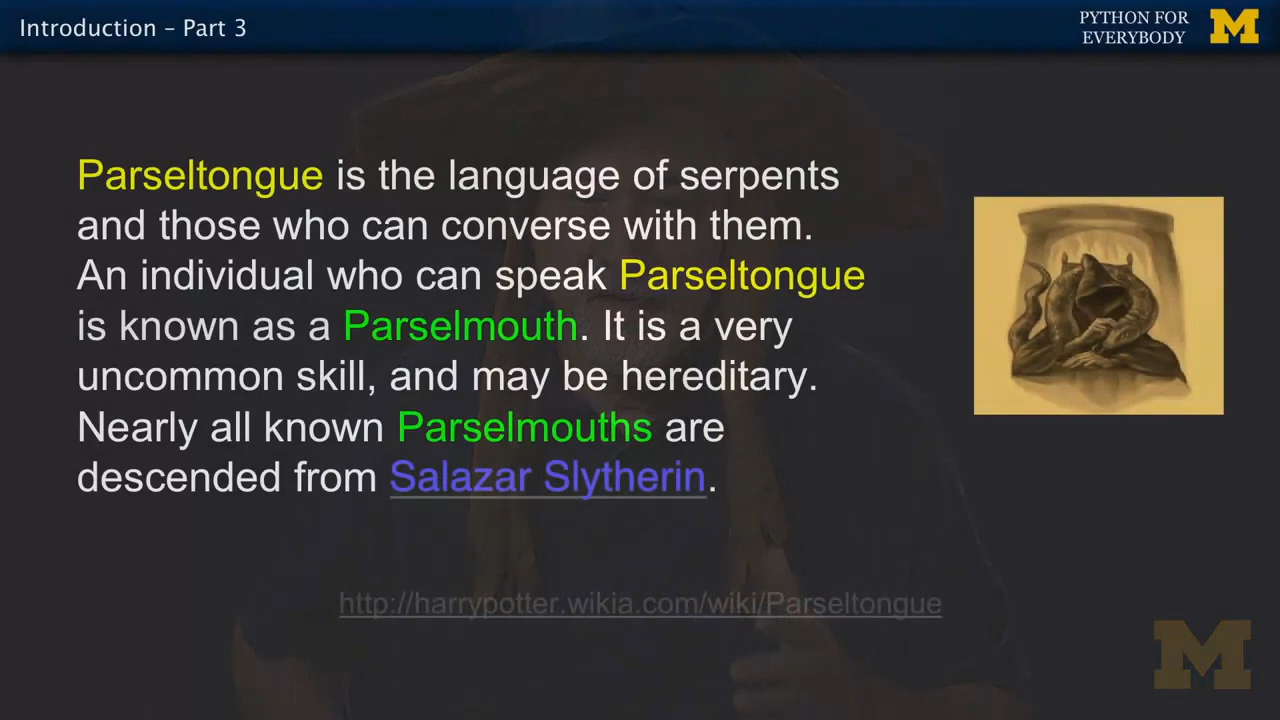 Introduction – Part 3
PYTHON FOR
EVERYBODY
M
Parseltongue is the language of serpents
and those who can converse with them.
An individual who can speak Parseltongue
is known as a Parselmouth. It is a very
uncommon skill, and may be hereditary.
Nearly all known Parselmouths are
descended from Salazar Slytherin.
http://harrypotter.wikia.com/wiki/Parseltongue
M